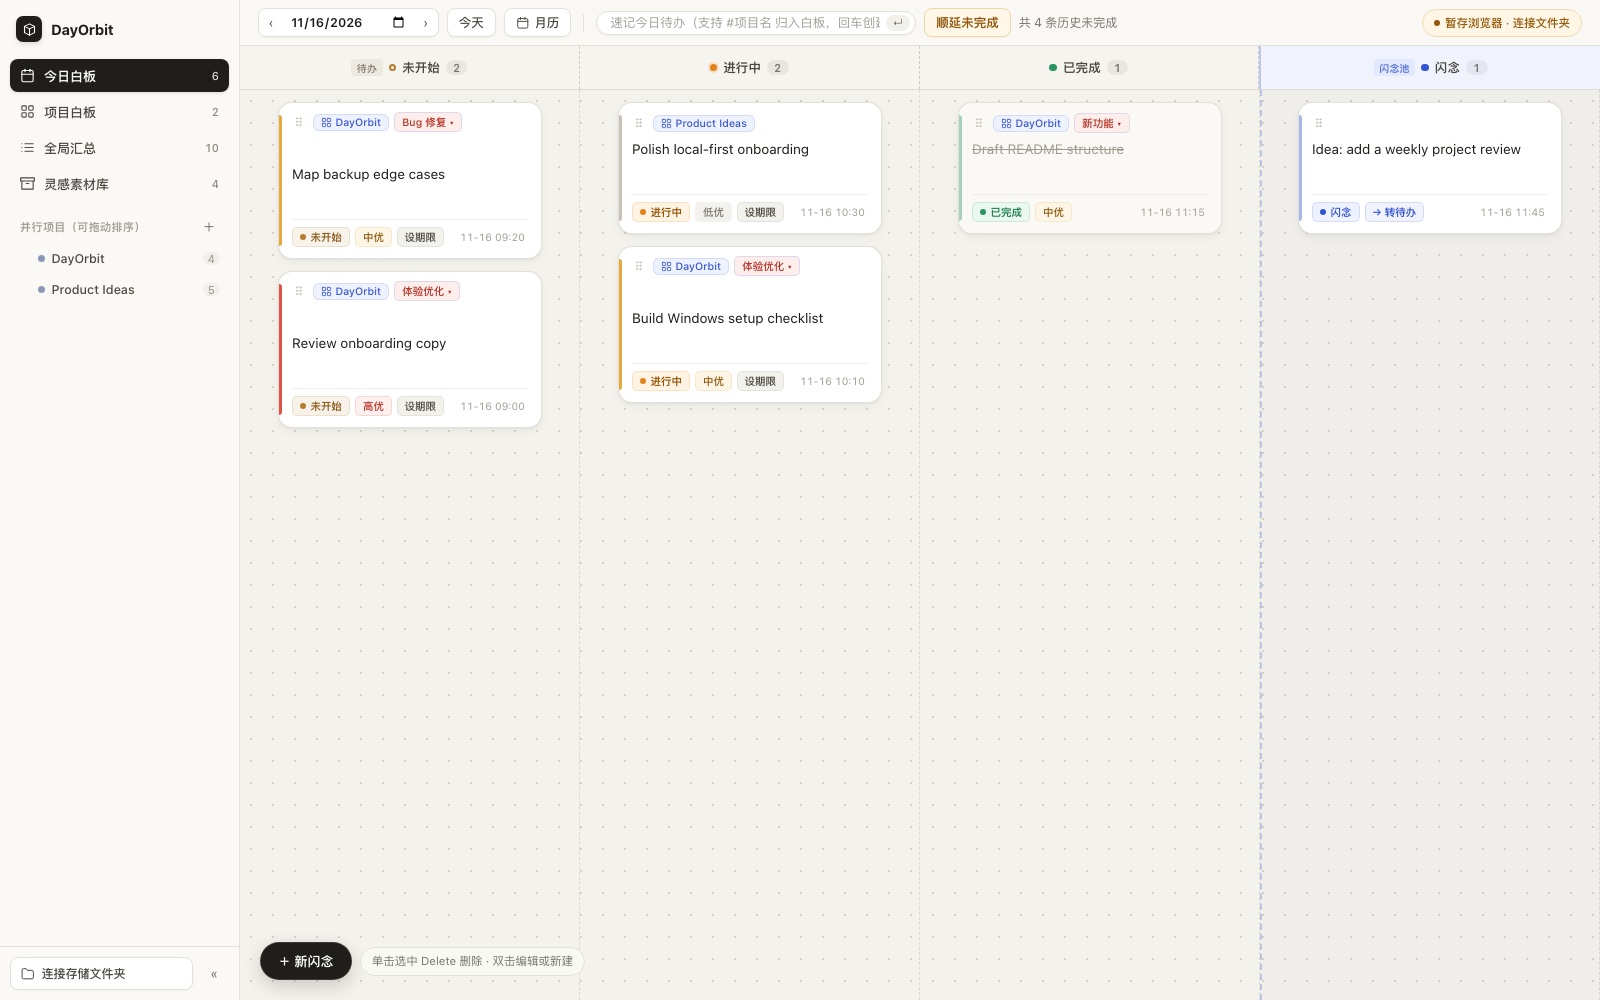 DayOrbit
今日白板 6
项目白板 2
全局汇总 10
灵感素材库 4
并行项目（可拖动排序） +
DayOrbit 4
Product Ideas 5
连接存储文件夹 «
‹ 11/16/2026 ›
今天
月历
速记今日待办（支持 #项目名 归入白板，回车创建
顺延未完成
共 4 条历史未完成
暂存浏览器 · 连接文件夹
待办 未开始 2
进行中 2
已完成 1
闪念池 闪念 1
DayOrbit Bug 修复
Map backup edge cases
未开始 中优 设期限 11-16 09:20
DayOrbit 体验优化
Review onboarding copy
未开始 高优 设期限 11-16 09:00
Product Ideas
Polish local-first onboarding
进行中 低优 设期限 11-16 10:30
DayOrbit 体验优化
Build Windows setup checklist
进行中 中优 设期限 11-16 10:10
DayOrbit 新功能
Draft README structure
已完成 中优 11-16 11:15
Idea: add a weekly project review
闪念 → 转待办 11-16 11:45
+ 新闪念
单击选中 Delete 删除 · 双击编辑或新建